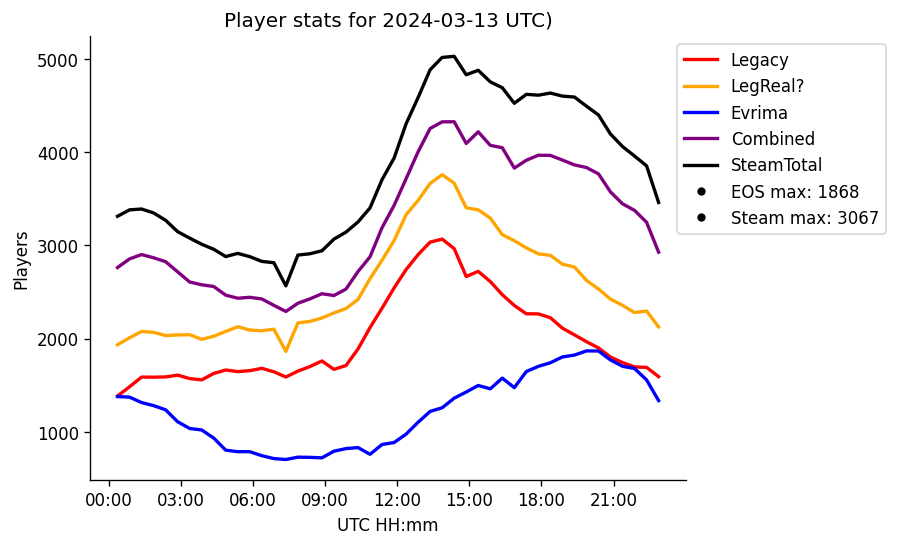 Player stats for 2024-03-13 UTC)
5000
4000
3000
2000
1000
Players
00:00 03:00 06:00 09:00 12:00 15:00 18:00 21:00
UTC HH:mm
Legacy
LegReal?
Evrima
Combined
SteamTotal
EOS max: 1868
Steam max: 3067